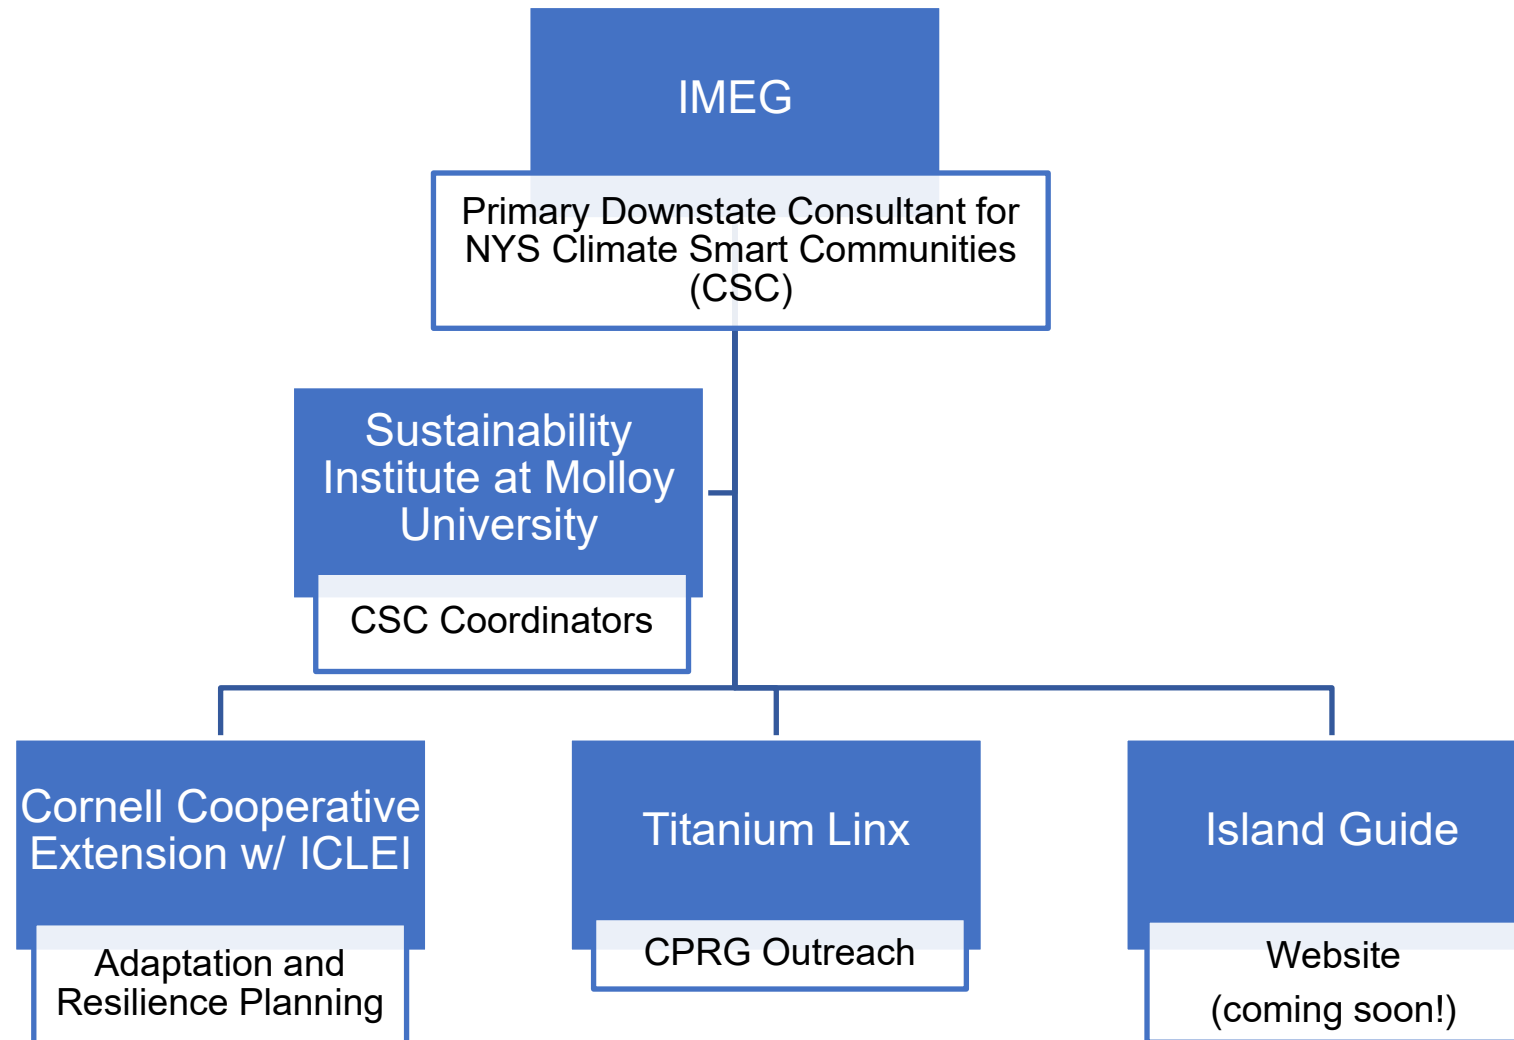 IMEG
Primary Downstate Consultant for
NYS Climate Smart Communities
(CSC)
Sustainability
Institute at Molloy
University
CSC Coordinators
Cornell Cooperative
Extension w/ ICLEI
Adaptation and
Resilience Planning
Titanium Linx
CPRG Outreach
Island Guide
Website
(coming soon!)